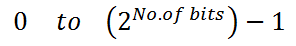 0 to (2^{No.of bits}) − 1